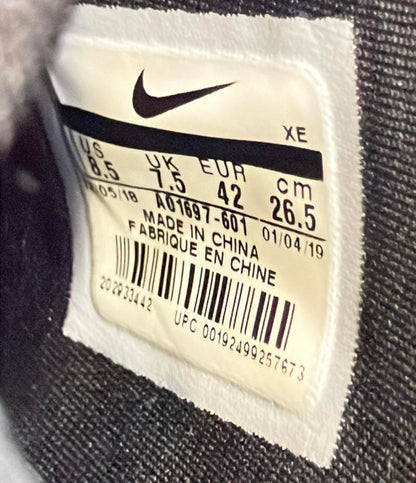 XE
US UK EUR cm
8.5 7.5 42 26.5
05/18 AO1697-601 01/04/19
MADE IN CHINA
FABRIQUE EN CHINE
202933442
UPC 00192499257673